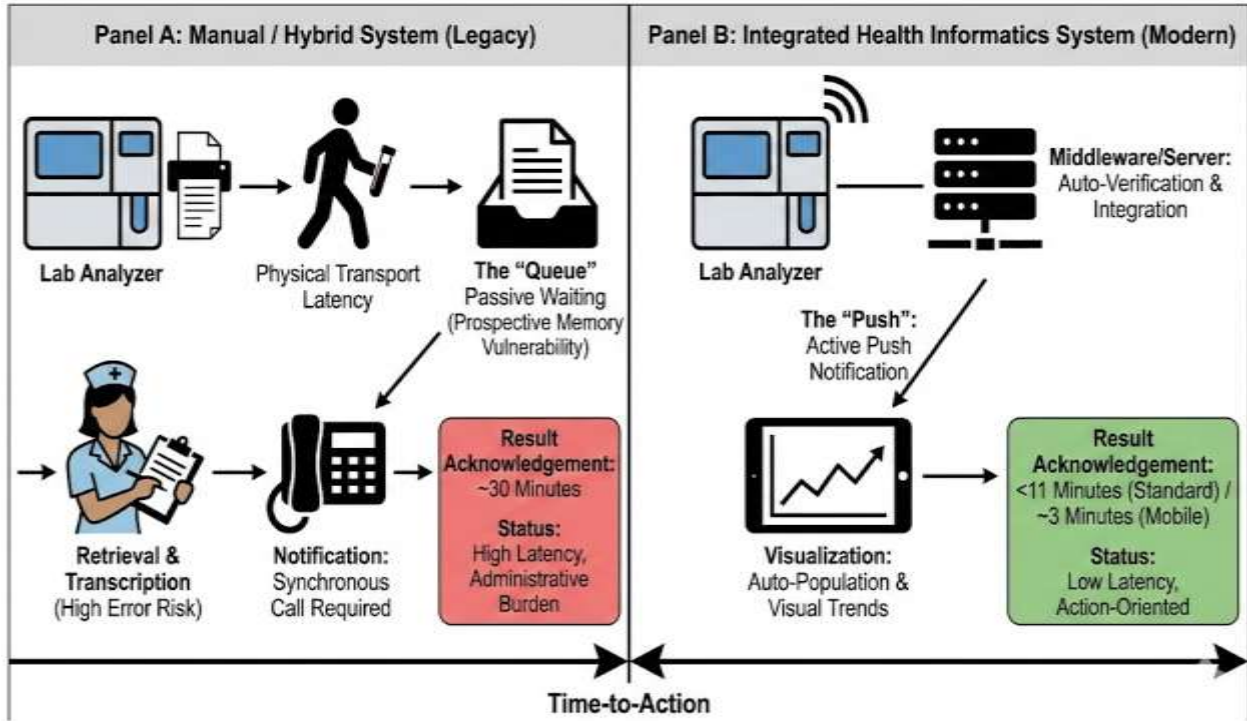 Panel A: Manual / Hybrid System (Legacy)
Lab Analyzer
Physical Transport
Latency
The “Queue”
Passive Waiting
(Prospective Memory
Vulnerability)
Retrieval &
Transcription
(High Error Risk)
Notification:
Synchronous
Call Required
Result
Acknowledgement:
~30 Minutes
Status:
High Latency,
Administrative
Burden
Panel B: Integrated Health Informatics System (Modern)
Lab Analyzer
Middleware/Server:
Auto-Verification &
Integration
The “Push”:
Active Push
Notification
Visualization:
Auto-Population &
Visual Trends
Result
Acknowledgement:
<11 Minutes (Standard) /
~3 Minutes (Mobile)
Status:
Low Latency,
Action-Oriented
Time-to-Action